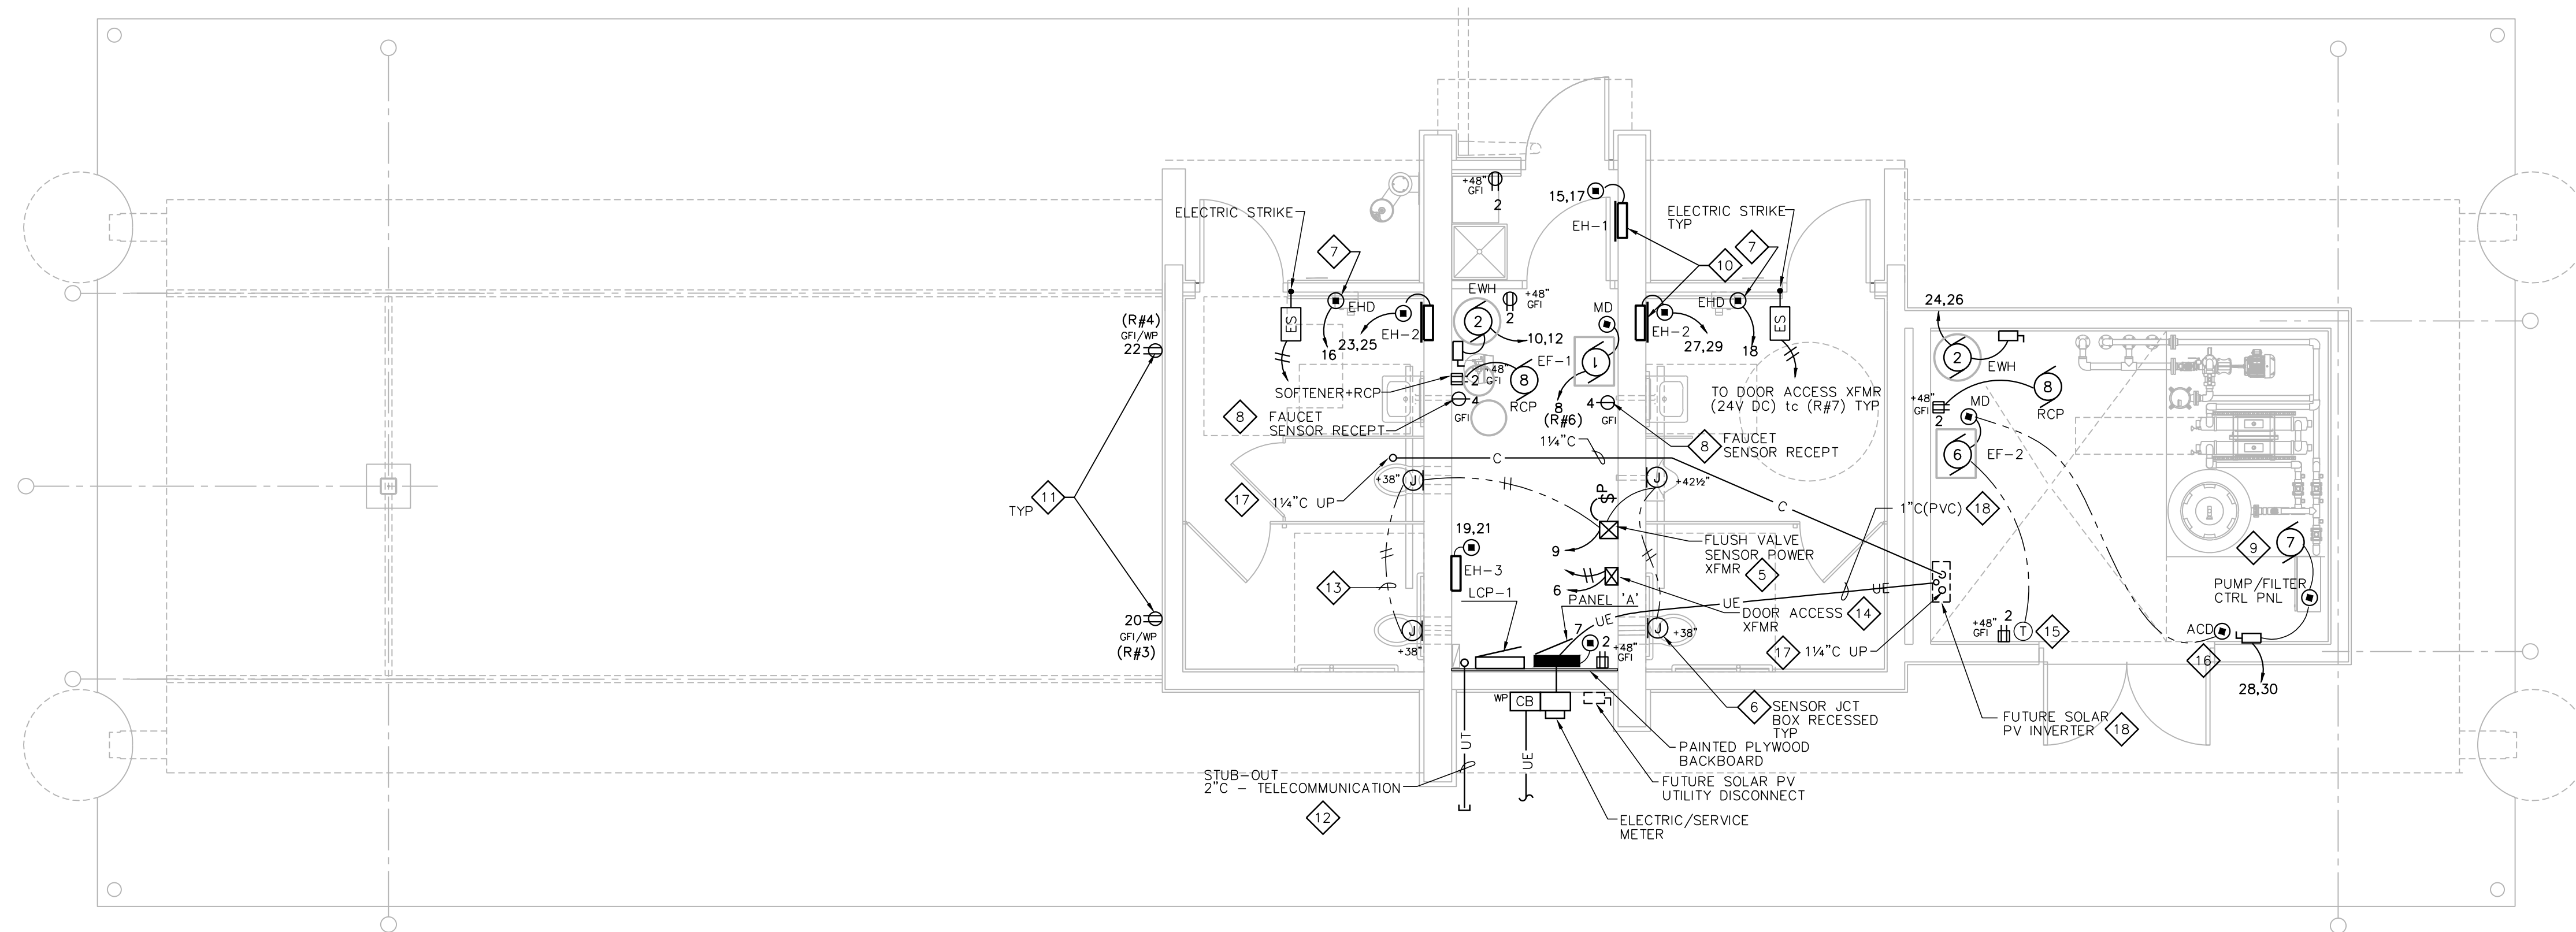 +48"
GFI
2
15,17
EH-1
ELECTRIC STRIKE
ELECTRIC STRIKE
TYP
7
7
10
EWH
+48"
GFI
2
MD
EHD
EHD
ES
ES
EH-2
EH-2
2
16
23,25
10,12
27,29
18
EF-1
1
24,26
(R#4)
GFI/WP
22
2
EWH
SOFTENER+RCP
2
+48"
GFI
8
RCP
8
(R#6)
TO DOOR ACCESS XFMR
(24V DC) tc (R#7) TYP
8
RCP
+48"
GFI
2
MD
8
FAUCET
SENSOR RECEPT
4
GFI
4
GFI
8
FAUCET
SENSOR RECEPT
6
EF-2
1¼"C
C
11
TYP
17
1¼"C UP
+38"
J
J
+42½"
$P
C
1"C(PVC)
18
19,21
9
FLUSH VALVE
SENSOR POWER
XFMR
5
9
7
EH-3
13
LCP-1
6
PANEL 'A'
PUMP/FILTER
CTRL PNL
UE
UE
UE
DOOR ACCESS
XFMR
14
20
GFI/WP
(R#3)
J
+38"
7
2
+48"
GFI
J
+38"
17
1¼"C UP
+48"
GFI
2
T
15
ACD
16
28,30
WP
CB
6
SENSOR JCT
BOX RECESSED
TYP
FUTURE SOLAR
PV INVERTER
18
UT
UE
PAINTED PLYWOOD
BACKBOARD
STUB-OUT
2"C - TELECOMMUNICATION
12
FUTURE SOLAR PV
UTILITY DISCONNECT
ELECTRIC/SERVICE
METER